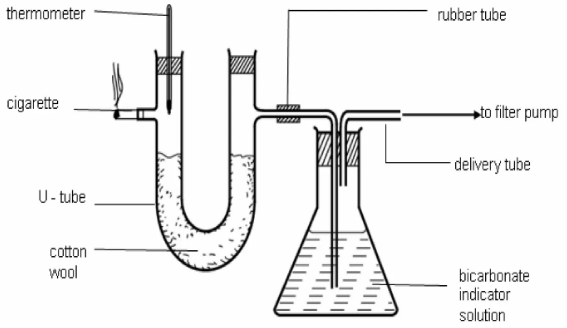 thermometer
rubber tube
cigarette
to filter pump
delivery tube
U - tube
cotton
wool
bicarbonate
indicator
solution